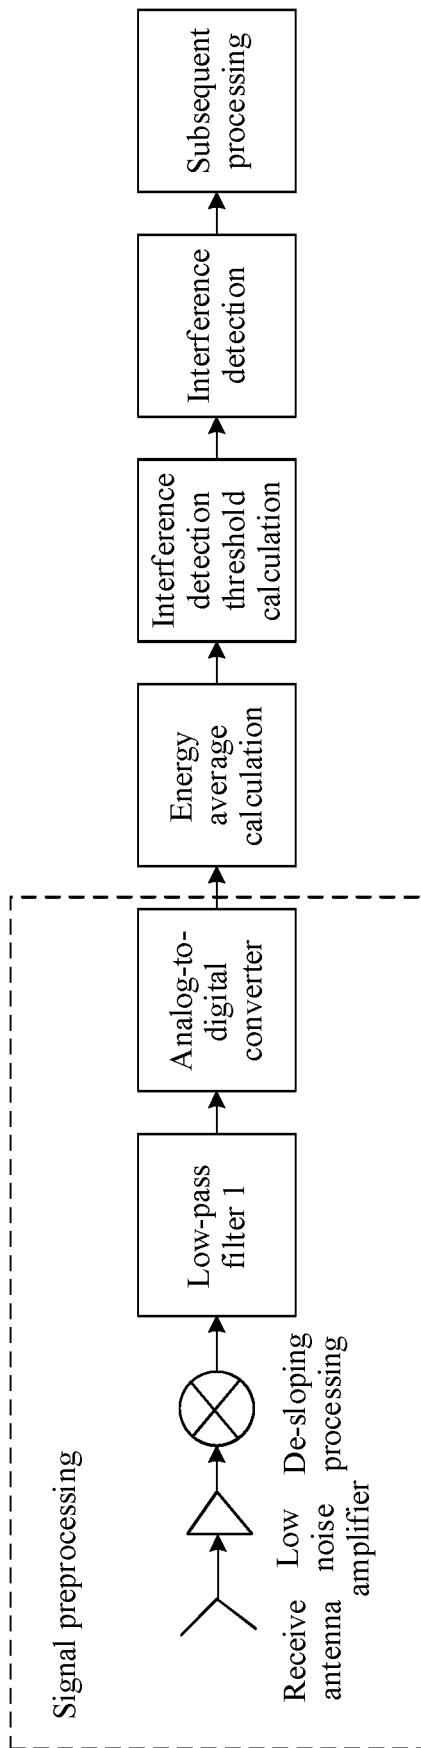 Signal preprocessing
Receive
antenna
Low
noise
amplifier
De-sloping
processing
Low-pass
filter 1
Analog-to-
digital
converter
Energy
average
calculation
Interference
detection
threshold
calculation
Interference
detection
Subsequent
processing